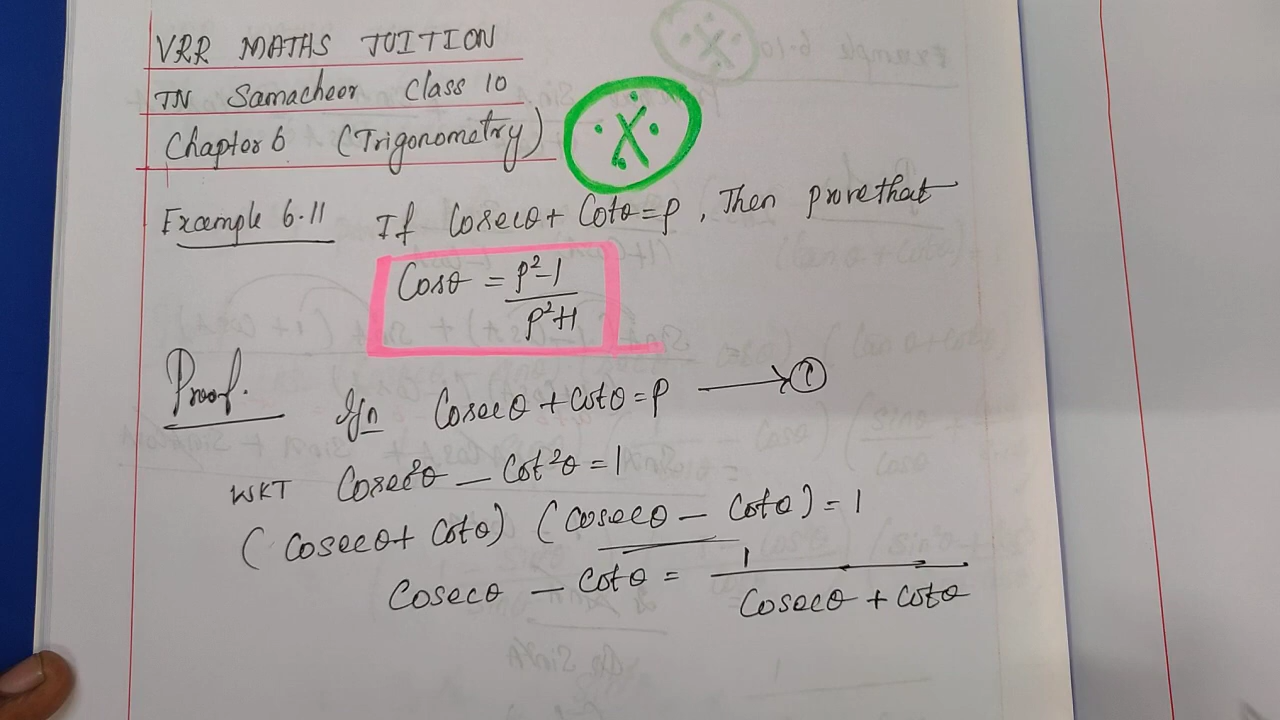 VRR MATHS TUITION
TN Samacheer Class 10
Chapter 6 (Trigonometry)
X
Example 6.11 If Cosecθ + Cotθ = P, Then prove that
Cosθ = P²-1 / P²+1
Proof. Gn Cosecθ + Cotθ = P → ①
WKT Cosec²θ - Cot²θ = 1
(Cosecθ + Cotθ) (Cosecθ - Cotθ) = 1
Cosecθ - Cotθ = 1 / Cosecθ + Cotθ